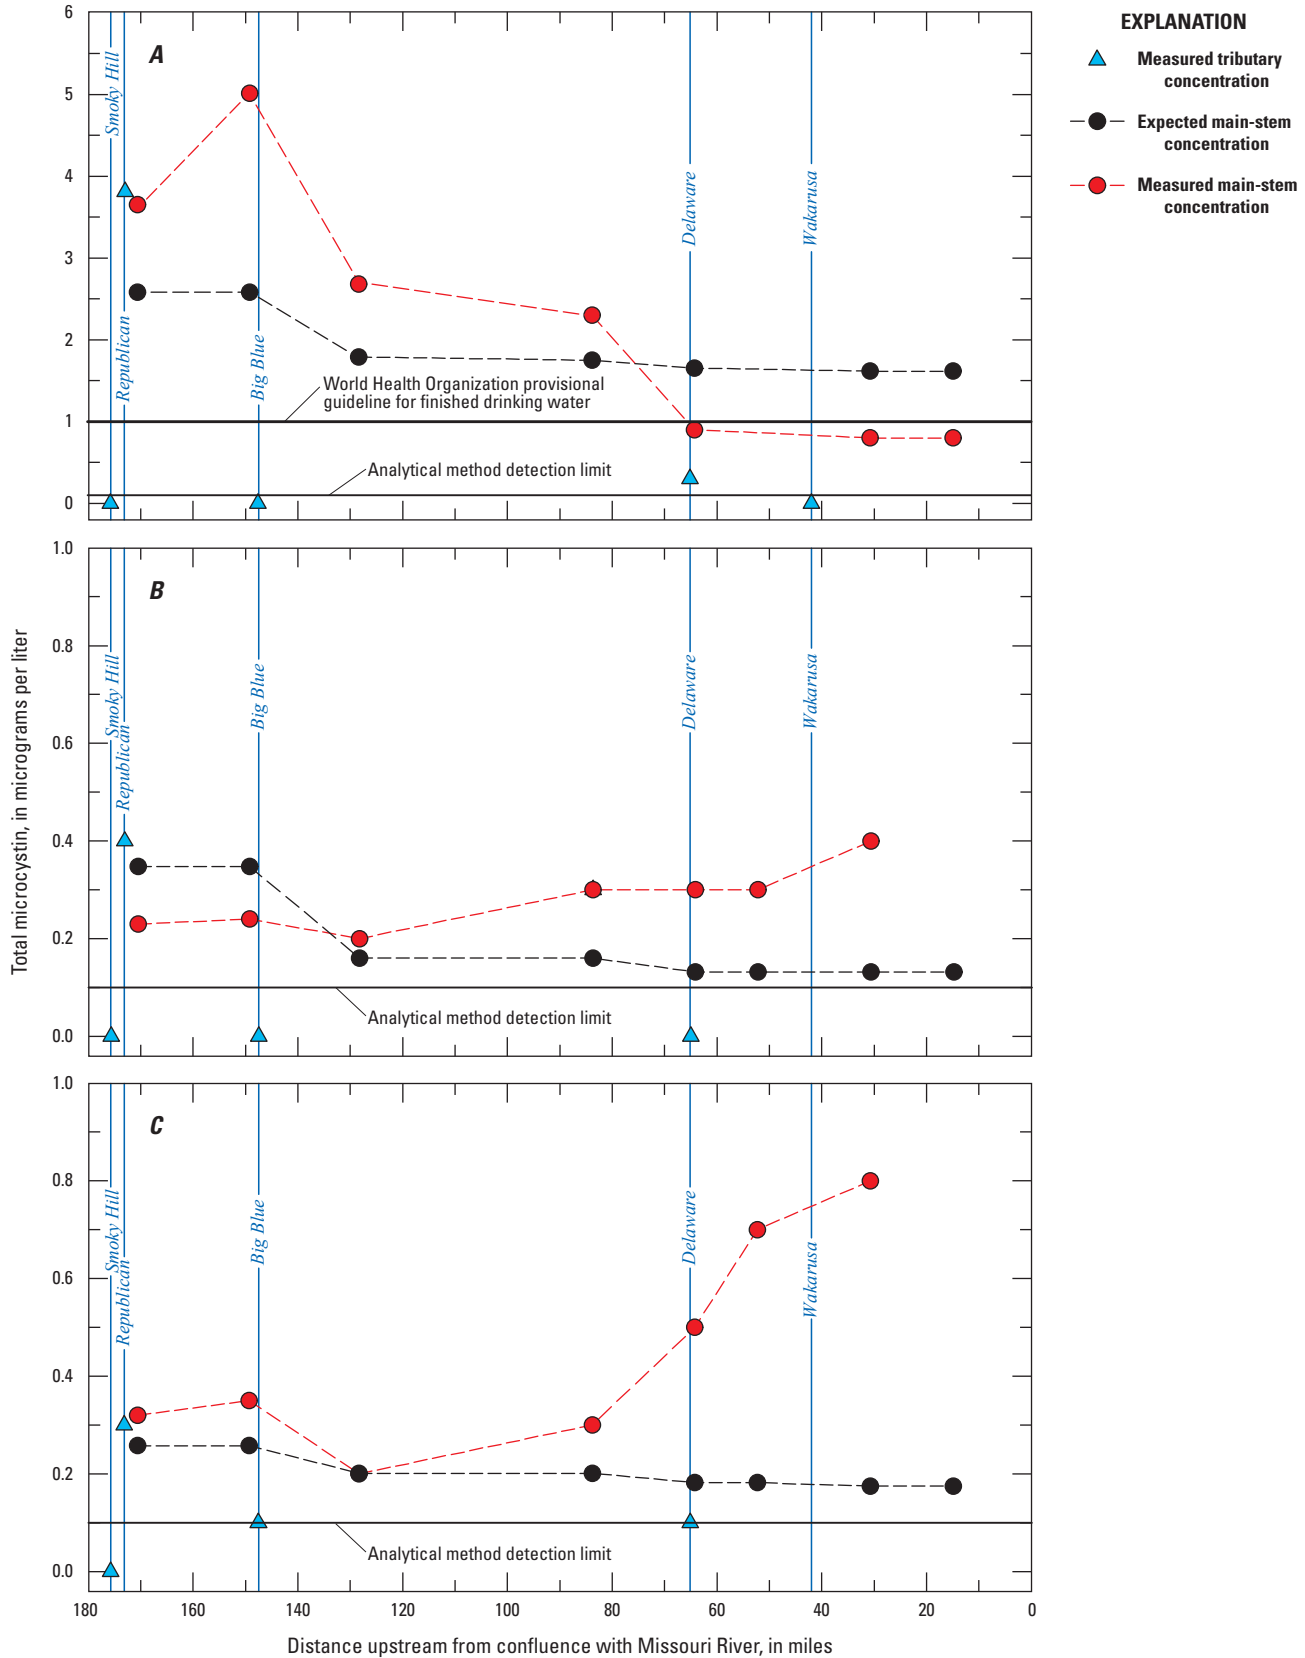 EXPLANATION
Measured tributary
concentration
Expected main-stem
concentration
Measured main-stem
concentration
Total microcystin, in micrograms per liter
6
5
4
3
2
1
0
A
Smoky Hill
Republican
Big Blue
Delaware
Wakarusa
World Health Organization provisional
guideline for finished drinking water
Analytical method detection limit
1.0
0.8
0.6
0.4
0.2
0.0
B
Smoky Hill
Republican
Big Blue
Delaware
Wakarusa
Analytical method detection limit
1.0
0.8
0.6
0.4
0.2
0.0
C
Smoky Hill
Republican
Big Blue
Delaware
Wakarusa
Analytical method detection limit
180 160 140 120 100 80 60 40 20 0
Distance upstream from confluence with Missouri River, in miles